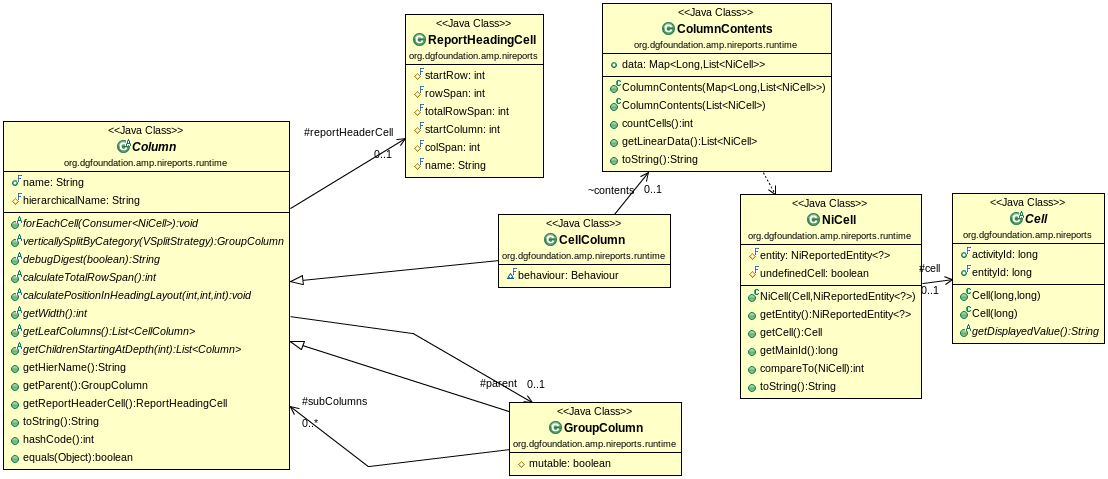 <<Java Class>>
Column
org.dgfoundation.amp.nireports.runtime
name: String
hierarchicalName: String
forEachCell(Consumer<NiCell>):void
verticallySplitByCategory(VSplitStrategy):GroupColumn
debugDigest(boolean):String
calculateTotalRowSpan():int
calculatePositionInHeadingLayout(int,int,int):void
getWidth():int
getLeafColumns():List<CellColumn>
getChildrenStartingAtDepth(int):List<Column>
getHierName():String
getParent():GroupColumn
getReportHeaderCell():ReportHeadingCell
toString():String
hashCode():int
equals(Object):boolean
#reportHeaderCell
0..1
<<Java Class>>
ReportHeadingCell
org.dgfoundation.amp.nireports
startRow: int
rowSpan: int
totalRowSpan: int
startColumn: int
colSpan: int
name: String
<<Java Class>>
ColumnContents
org.dgfoundation.amp.nireports.runtime
data: Map<Long,List<NiCell>>
ColumnContents(Map<Long,List<NiCell>>)
ColumnContents(List<NiCell>)
countCells():int
getLinearData():List<NiCell>
toString():String
~contents
0..1
<<Java Class>>
CellColumn
org.dgfoundation.amp.nireports.runtime
behaviour: Behaviour
<<Java Class>>
NiCell
org.dgfoundation.amp.nireports.runtime
entity: NiReportedEntity<?>
undefinedCell: boolean
NiCell(Cell,NiReportedEntity<?>)
getEntity():NiReportedEntity<?>
getCell():Cell
getMainId():long
compareTo(NiCell):int
toString():String
#cell
0..1
<<Java Class>>
Cell
org.dgfoundation.amp.nireports
activityId: long
entityId: long
Cell(long,long)
Cell(long)
getDisplayedValue():String
#parent
0..1
#subColumns
0..*
<<Java Class>>
GroupColumn
org.dgfoundation.amp.nireports.runtime
mutable: boolean